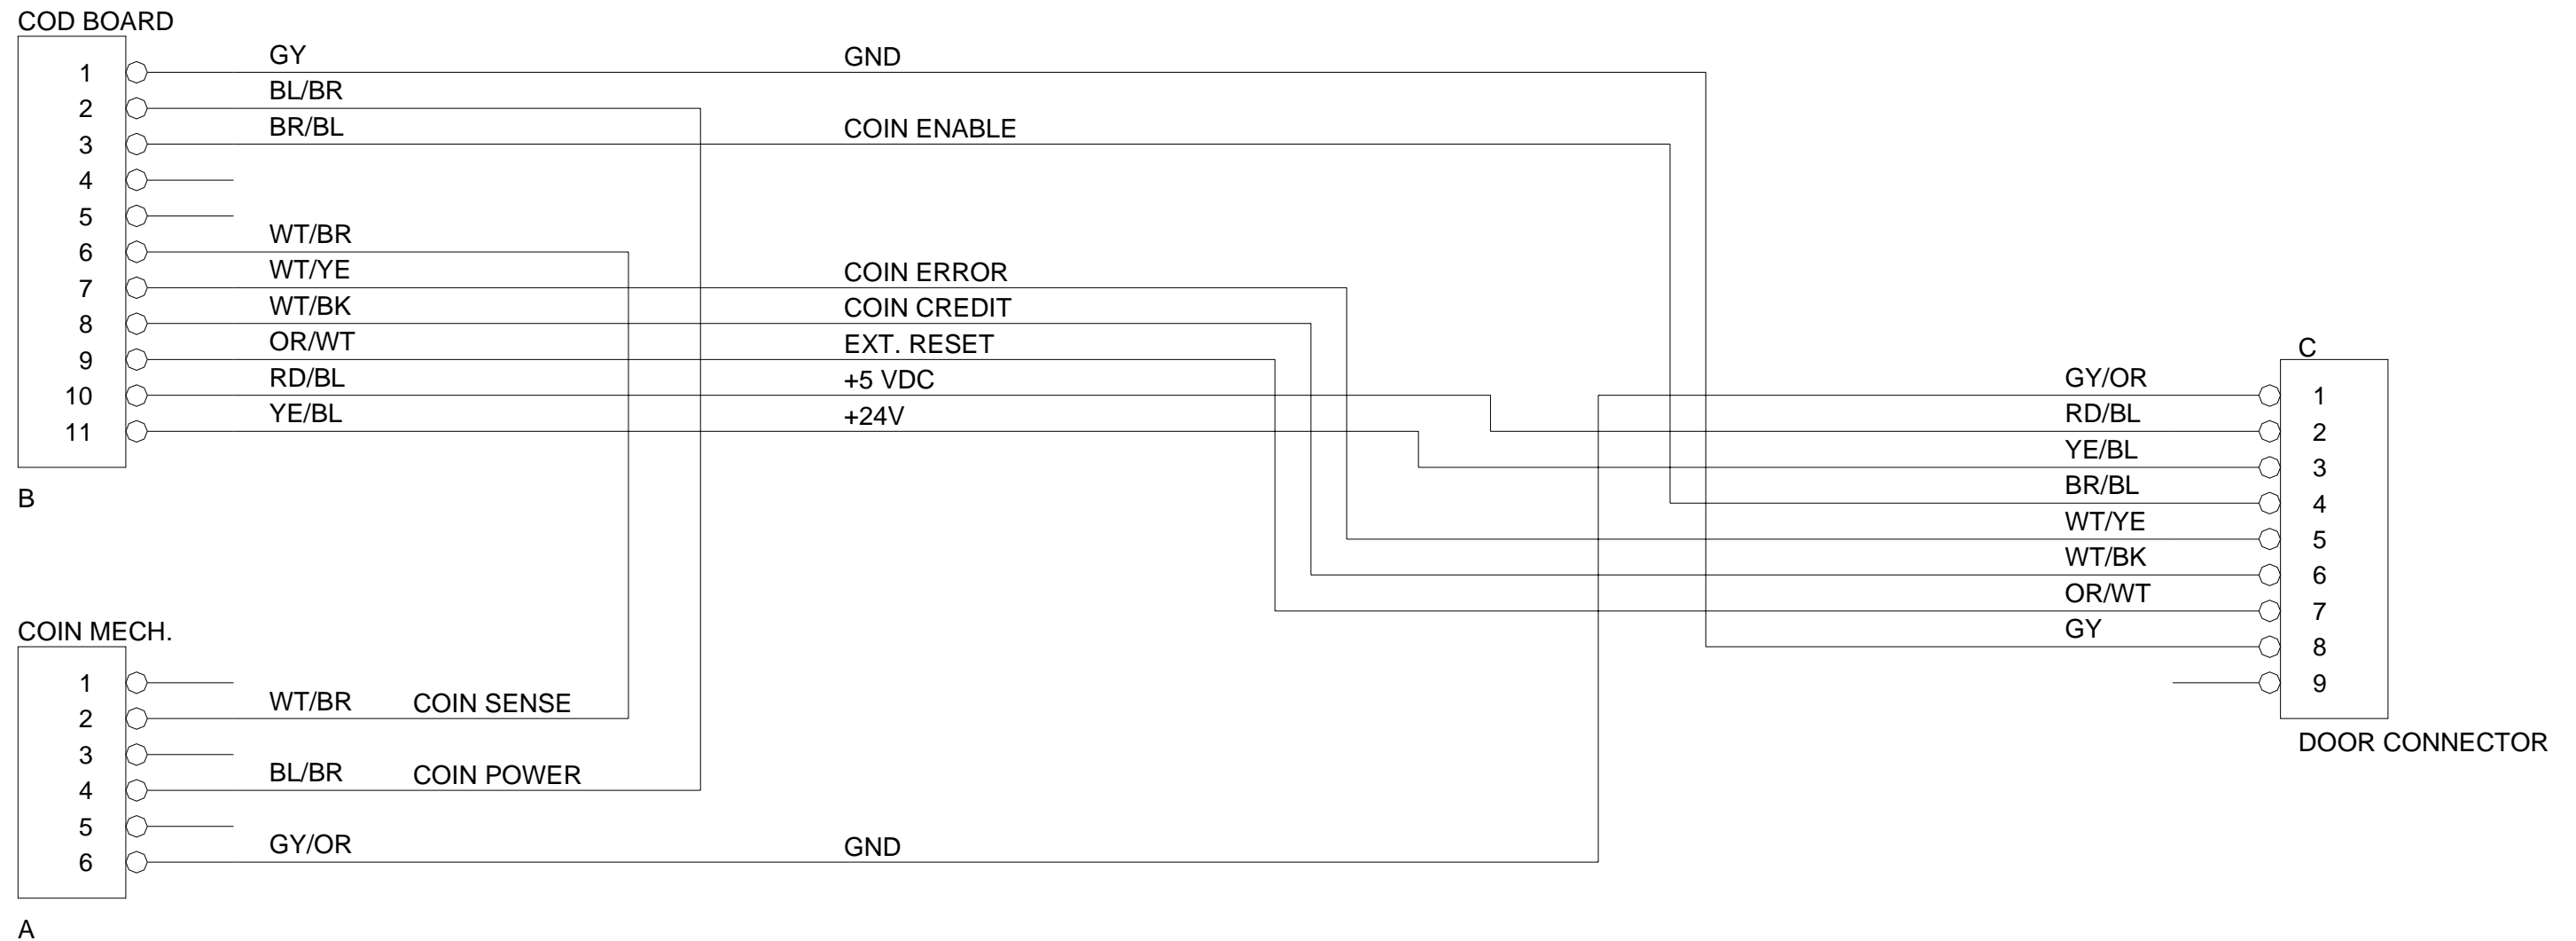 COD BOARD
1 GY GND
2 BL/BR
3 BR/BL COIN ENABLE
4
5
6 WT/BR
7 WT/YE COIN ERROR
8 WT/BK COIN CREDIT
9 OR/WT EXT. RESET
10 RD/BL +5 VDC
11 YE/BL +24V
B
COIN MECH.
1
2 WT/BR COIN SENSE
3
4 BL/BR COIN POWER
5
6 GY/OR GND
A
C
GY/OR 1
RD/BL 2
YE/BL 3
BR/BL 4
WT/YE 5
WT/BK 6
OR/WT 7
GY 8
9
DOOR CONNECTOR